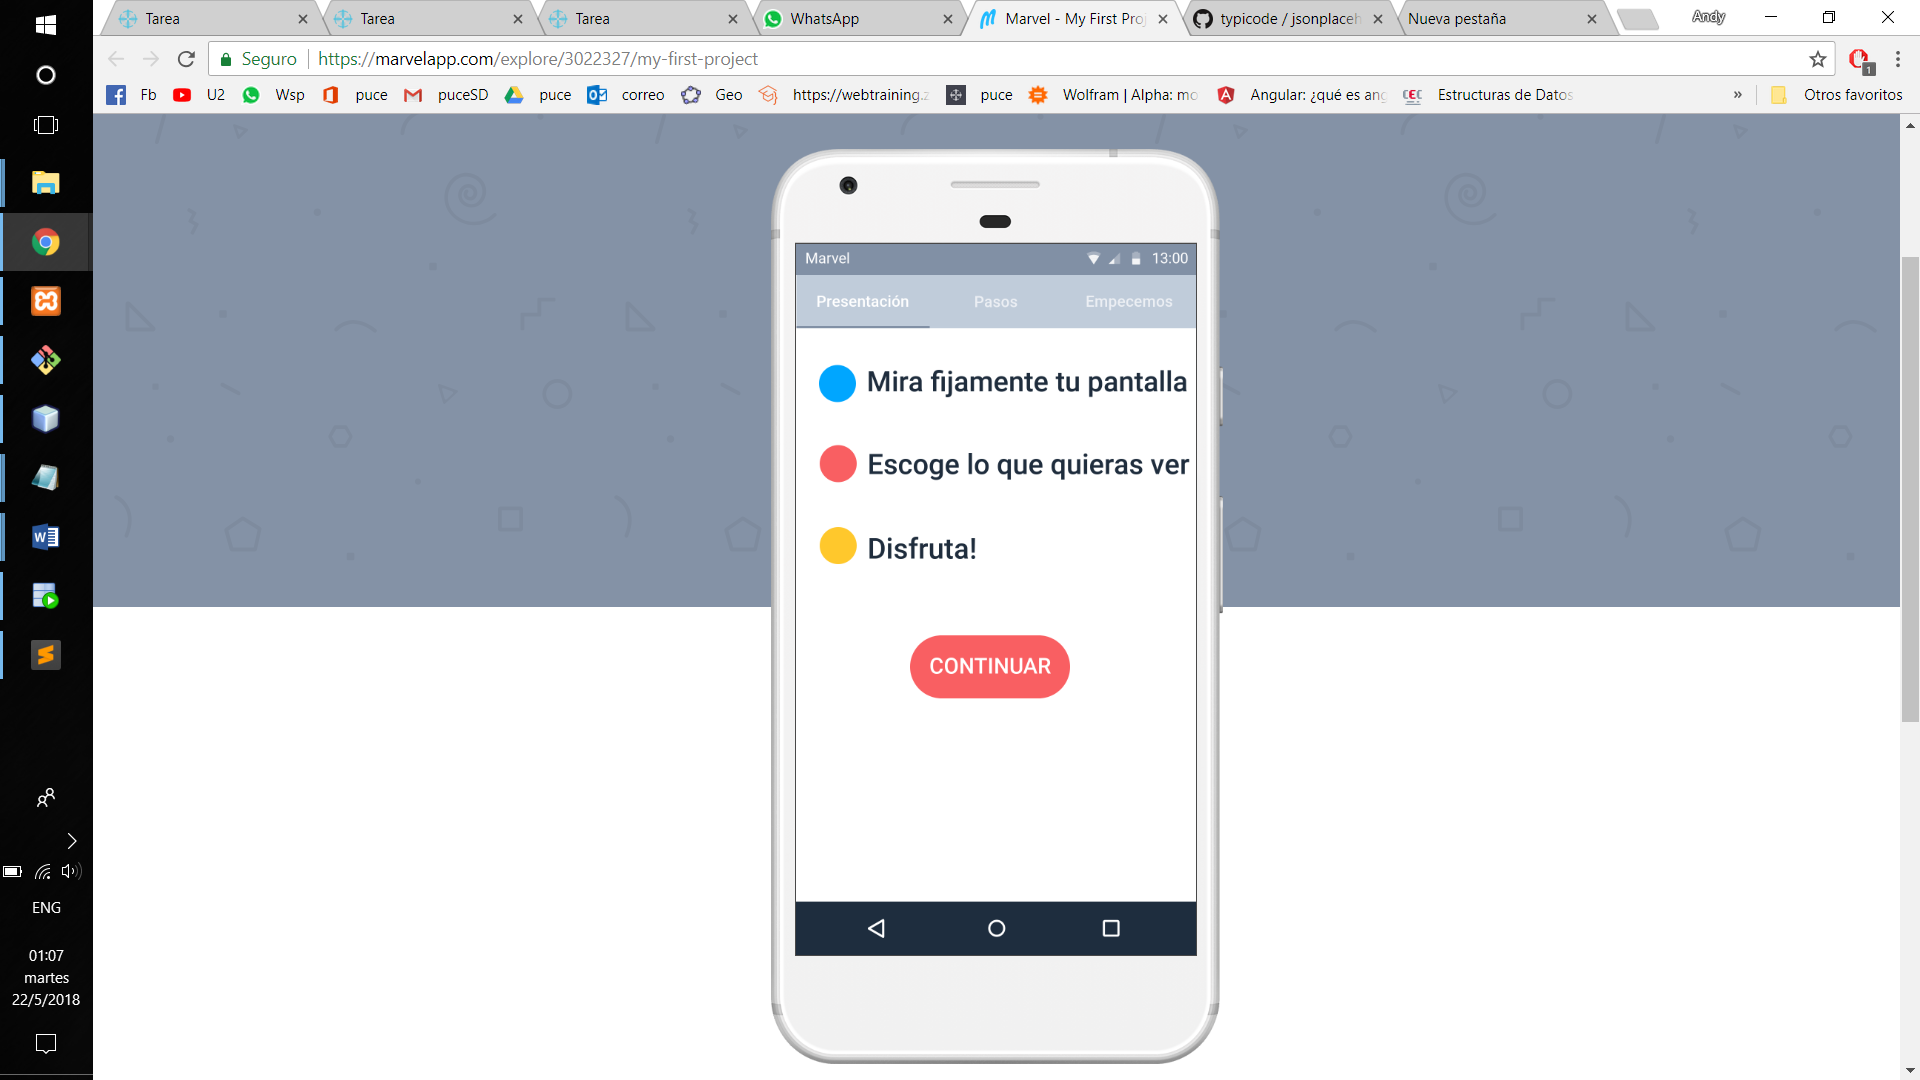 Tarea
Tarea
Tarea
WhatsApp
Marvel - My First Proj
typicode / jsonplaceh
Nueva pestaña
Andy
Seguro
https://marvelapp.com/explore/3022327/my-first-project
1
Fb
U2
Wsp
puce
puceSD
puce
correo
Geo
https://webtraining.z
puce
Wolfram | Alpha: mo
Angular: ¿qué es ang
CEC
Estructuras de Datos
»
Otros favoritos
Marvel
13:00
Presentación
Pasos
Empecemos
Mira fijamente tu pantalla
Escoge lo que quieras ver
Disfruta!
CONTINUAR
ENG
01:07
martes
22/5/2018